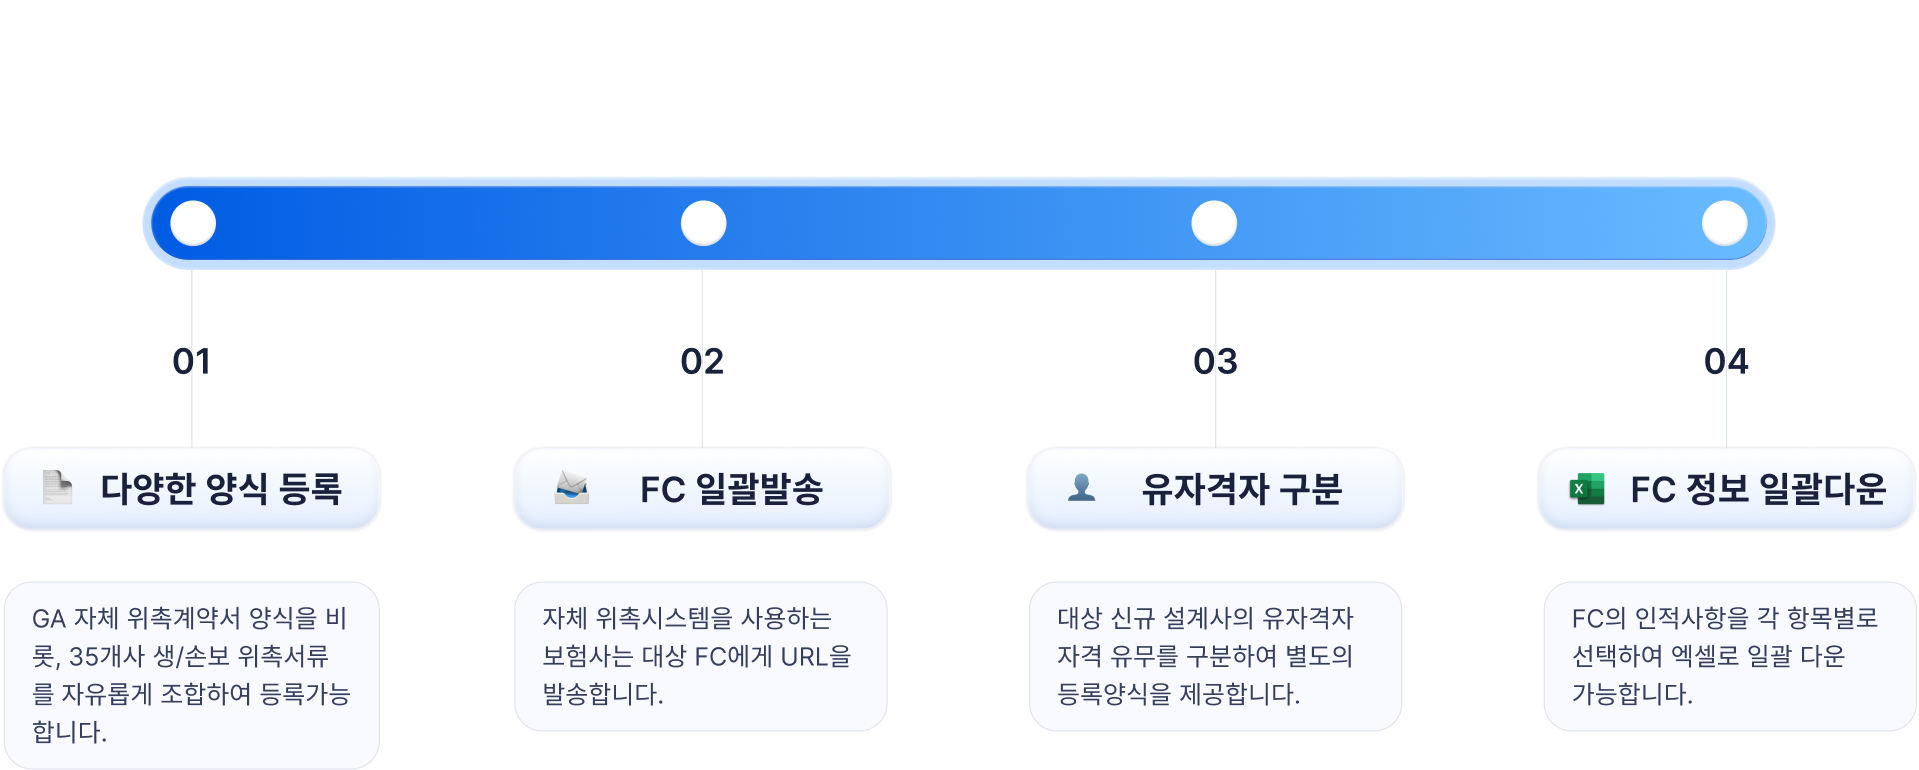 01
02
03
04
다양한 양식 등록
FC 일괄발송
유자격자 구분
FC 정보 일괄다운
GA 자체 위촉계약서 양식을 비
롯, 35개사 생/손보 위촉서류
를 자유롭게 조합하여 등록가능
합니다.
자체 위촉시스템을 사용하는
보험사는 대상 FC에게 URL을
발송합니다.
대상 신규 설계사의 유자격자
자격 유무를 구분하여 별도의
등록양식을 제공합니다.
FC의 인적사항을 각 항목별로
선택하여 엑셀로 일괄 다운
가능합니다.